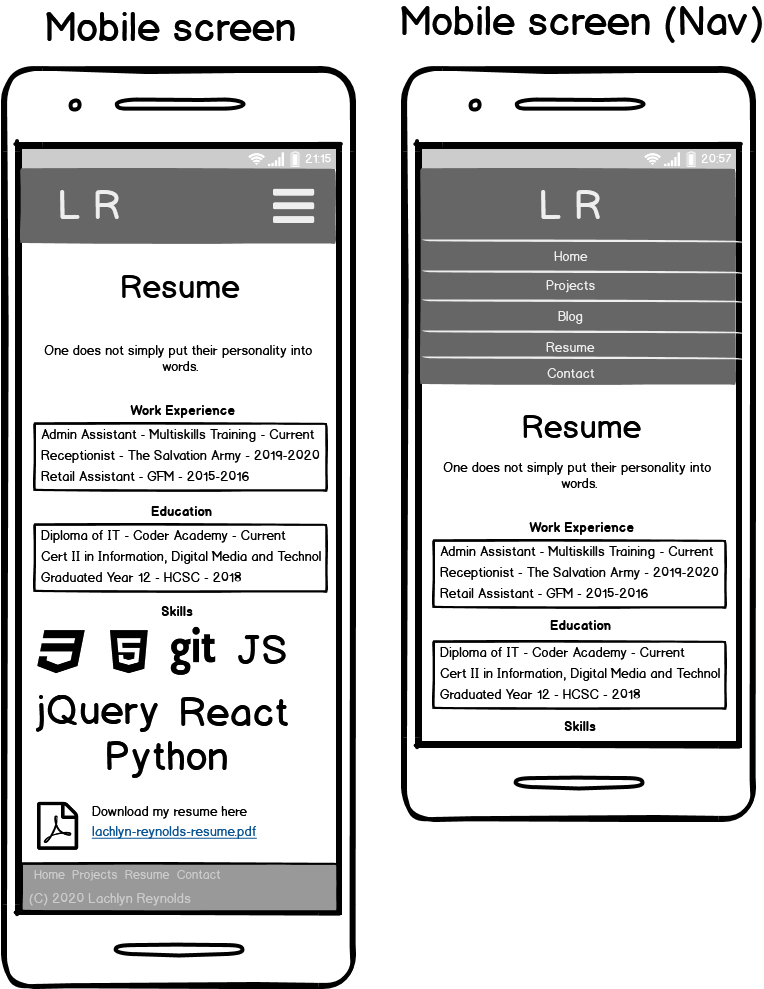 Mobile screen
21:15
L R
Resume
One does not simply put their personality into
words.
Work Experience
Admin Assistant - Multiskills Training - Current
Receptionist - The Salvation Army - 2019-2020
Retail Assistant - GFM - 2015-2016
Education
Diploma of IT - Coder Academy - Current
Cert II in Information, Digital Media and Technol
Graduated Year 12 - HCSC - 2018
Skills
3 5 git JS
jQuery React
Python
Download my resume here
lachlyn-reynolds-resume.pdf
Home Projects Resume Contact
(C) 2020 Lachlyn Reynolds
Mobile screen (Nav)
20:57
L R
Home
Projects
Blog
Resume
Contact
Resume
One does not simply put their personality into
words.
Work Experience
Admin Assistant - Multiskills Training - Current
Receptionist - The Salvation Army - 2019-2020
Retail Assistant - GFM - 2015-2016
Education
Diploma of IT - Coder Academy - Current
Cert II in Information, Digital Media and Technol
Graduated Year 12 - HCSC - 2018
Skills